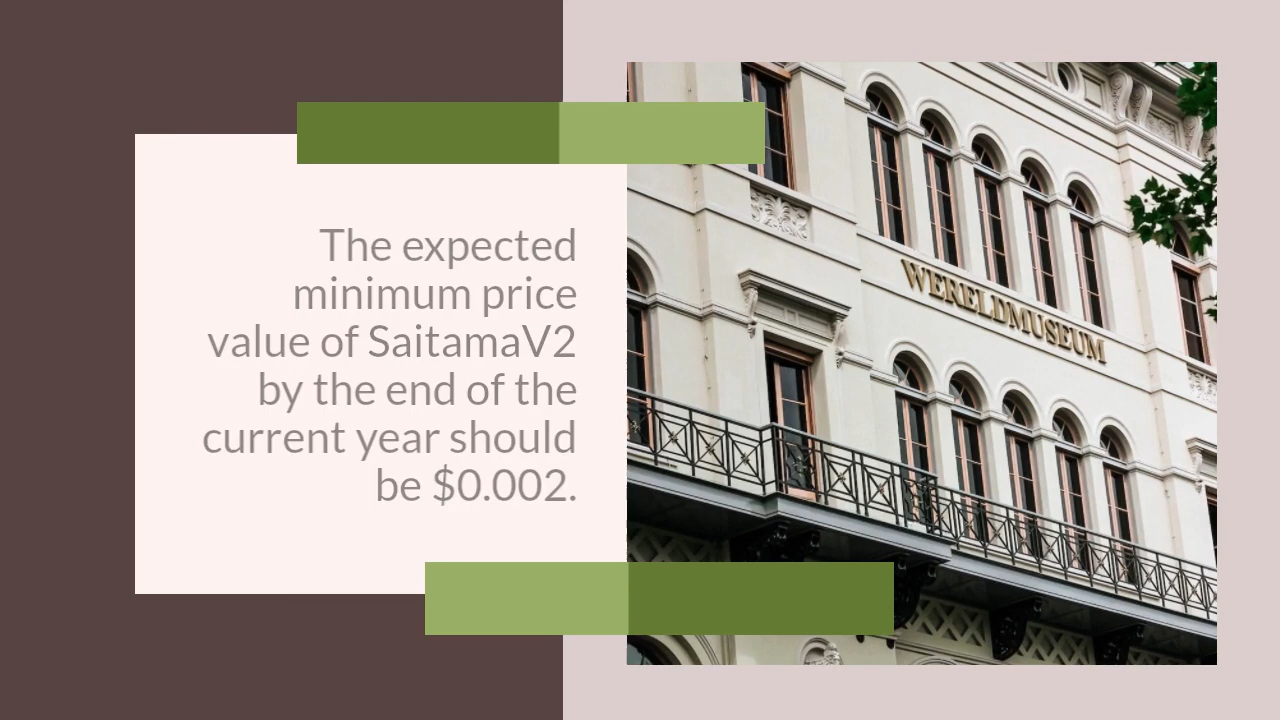 The expected
minimum price
value of SaitamaV2
by the end of the
current year should
be $0.002.
WERELDMUSEUM